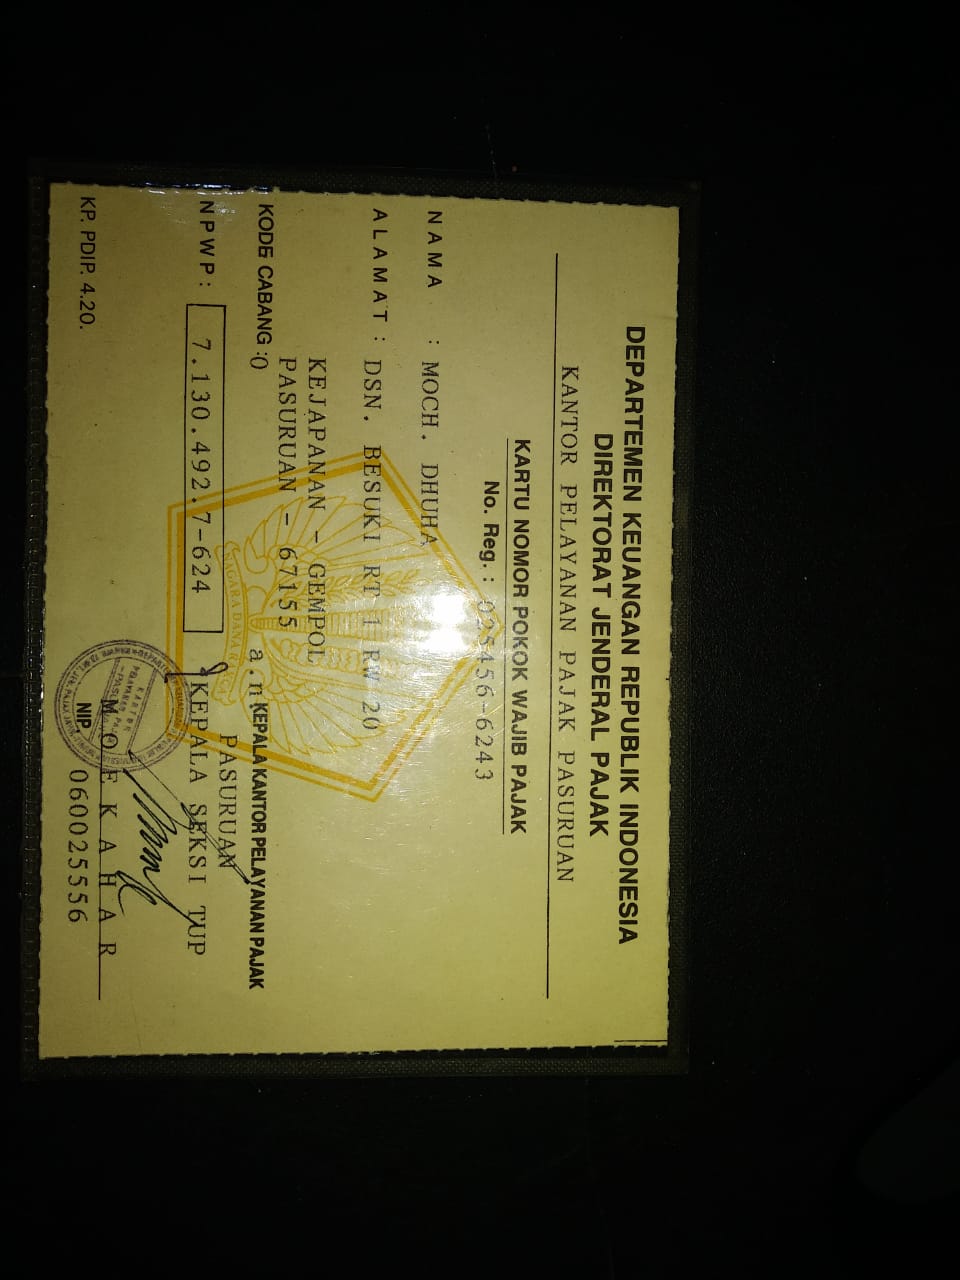 DEPARTEMEN KEUANGAN REPUBLIK INDONESIA
DIREKTORAT JENDERAL PAJAK
KANTOR PELAYANAN PAJAK PASURUAN
KARTU NOMOR POKOK WAJIB PAJAK
No. Reg. : 025456-6243
NAMA : MOCH. DHUHA
ALAMAT : DSN. BESUKI RT 1 RW 20
KEJAPANAN - GEMPOL
PASURUAN - 67155
KODE CABANG :0
NPWP : 7.130.492.7-624
a.n KEPALA KANTOR PELAYANAN PAJAK
PASURUAN
KEPALA SEKSI TUP
KAHAR
NIP 060025556
KP. PDIP. 4.20.
NAGARA DANA